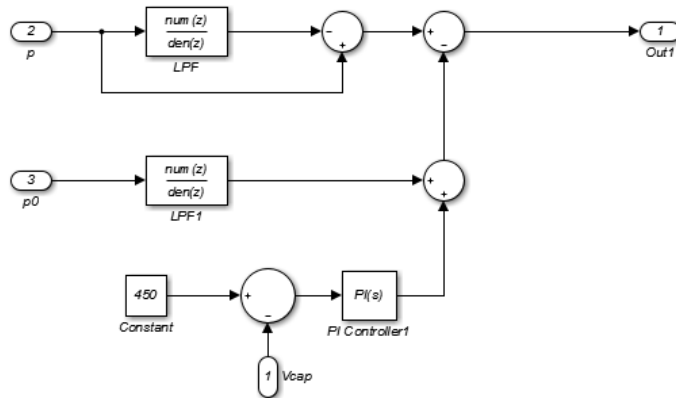 2
p
num(z)
den(z)
LPF
-
+
+
-
1
Out1
3
p0
num(z)
den(z)
LPF1
+
+
450
Constant
+
-
PI(s)
PI Controller1
1
Vcap